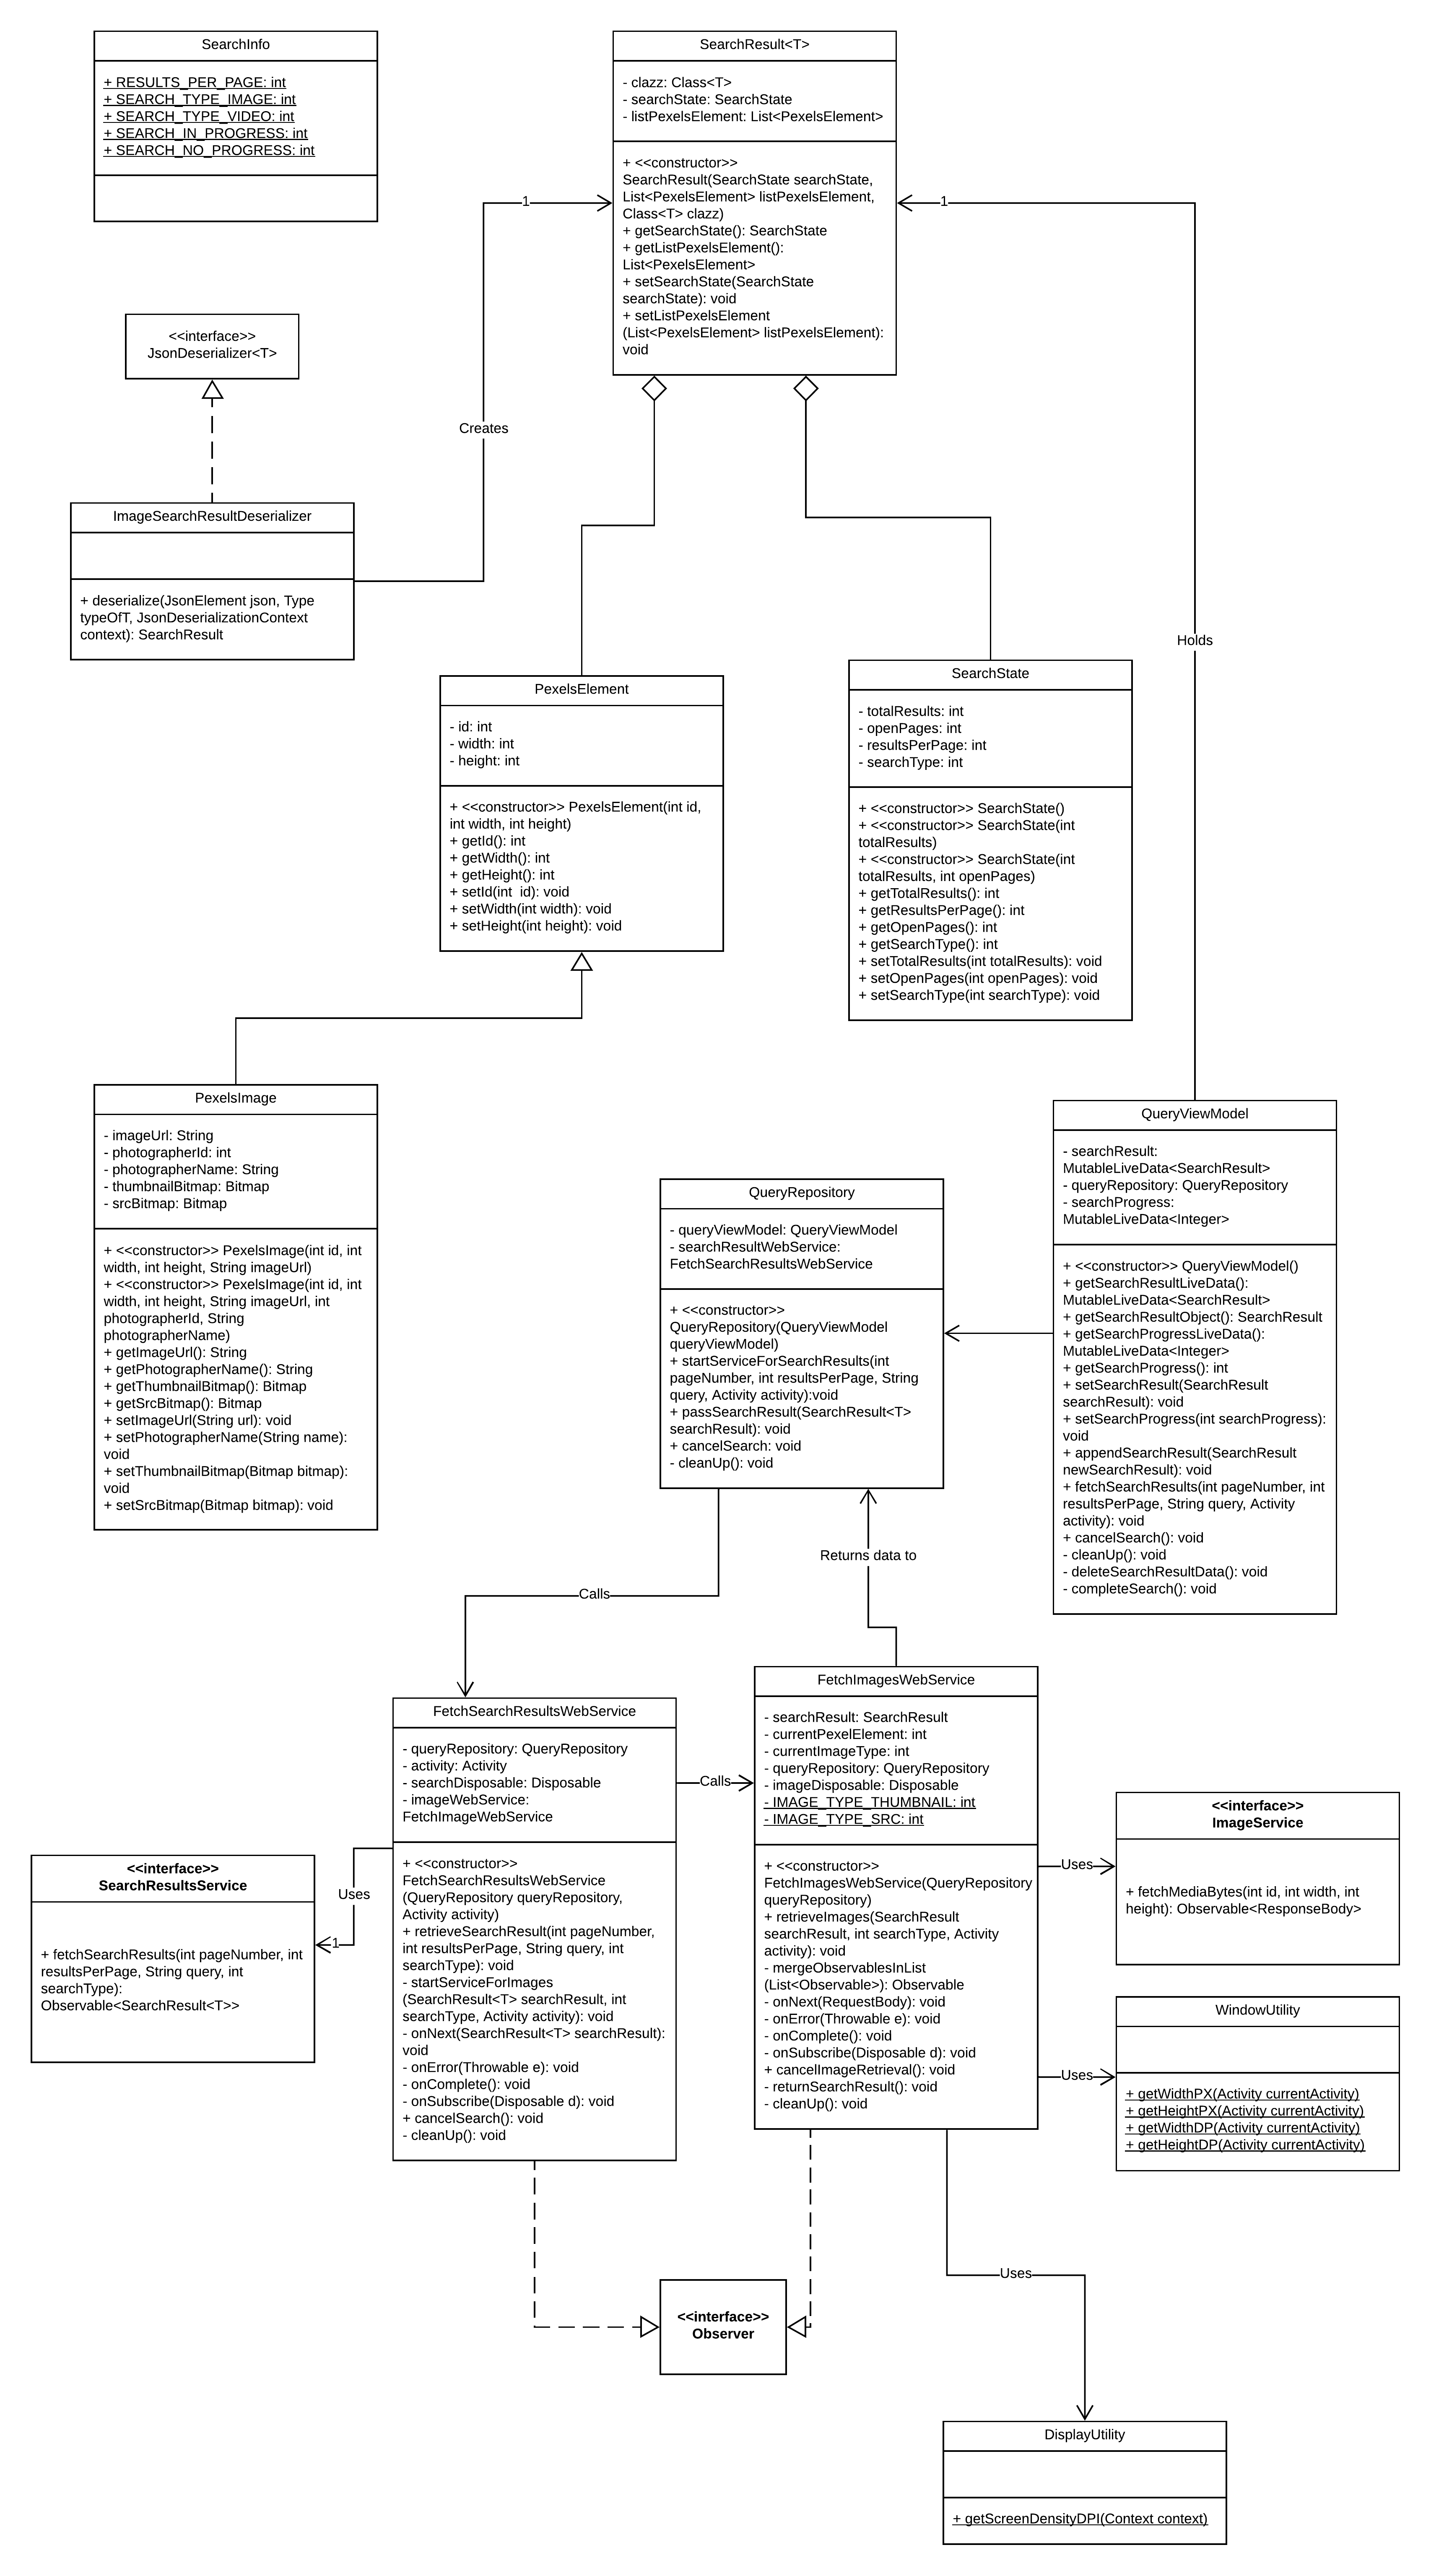 SearchInfo
+ RESULTS_PER_PAGE: int
+ SEARCH_TYPE_IMAGE: int
+ SEARCH_TYPE_VIDEO: int
+ SEARCH_IN_PROGRESS: int
+ SEARCH_NO_PROGRESS: int
SearchResult<T>
- clazz: Class<T>
- searchState: SearchState
- listPexelsElement: List<PexelsElement>
+ <<constructor>>
SearchResult(SearchState searchState,
List<PexelsElement> listPexelsElement,
Class<T> clazz)
+ getSearchState(): SearchState
+ getListPexelsElement():
List<PexelsElement>
+ setSearchState(SearchState
searchState): void
+ setListPexelsElement
(List<PexelsElement> listPexelsElement):
void
1
1
<<interface>>
JsonDeserializer<T>
Creates
ImageSearchResultDeserializer
+ deserialize(JsonElement json, Type
typeOfT, JsonDeserializationContext
context): SearchResult
Holds
PexelsElement
- id: int
- width: int
- height: int
+ <<constructor>> PexelsElement(int id,
int width, int height)
+ getId(): int
+ getWidth(): int
+ getHeight(): int
+ setId(int  id): void
+ setWidth(int width): void
+ setHeight(int height): void
SearchState
- totalResults: int
- openPages: int
- resultsPerPage: int
- searchType: int
+ <<constructor>> SearchState()
+ <<constructor>> SearchState(int
totalResults)
+ <<constructor>> SearchState(int
totalResults, int openPages)
+ getTotalResults(): int
+ getResultsPerPage(): int
+ getOpenPages(): int
+ getSearchType(): int
+ setTotalResults(int totalResults): void
+ setOpenPages(int openPages): void
+ setSearchType(int searchType): void
PexelsImage
- imageUrl: String
- photographerId: int
- photographerName: String
- thumbnailBitmap: Bitmap
- srcBitmap: Bitmap
+ <<constructor>> PexelsImage(int id, int
width, int height, String imageUrl)
+ <<constructor>> PexelsImage(int id, int
width, int height, String imageUrl, int
photographerId, String
photographerName)
+ getImageUrl(): String
+ getPhotographerName(): String
+ getThumbnailBitmap(): Bitmap
+ getSrcBitmap(): Bitmap
+ setImageUrl(String url): void
+ setPhotographerName(String name):
void
+ setThumbnailBitmap(Bitmap bitmap):
void
+ setSrcBitmap(Bitmap bitmap): void
QueryRepository
- queryViewModel: QueryViewModel
- searchResultWebService:
FetchSearchResultsWebService
+ <<constructor>>
QueryRepository(QueryViewModel
queryViewModel)
+ startServiceForSearchResults(int
pageNumber, int resultsPerPage, String
query, Activity activity):void
+ passSearchResult(SearchResult<T>
searchResult): void
+ cancelSearch: void
- cleanUp(): void
QueryViewModel
- searchResult:
MutableLiveData<SearchResult>
- queryRepository: QueryRepository
- searchProgress:
MutableLiveData<Integer>
+ <<constructor>> QueryViewModel()
+ getSearchResultLiveData():
MutableLiveData<SearchResult>
+ getSearchResultObject(): SearchResult
+ getSearchProgressLiveData():
MutableLiveData<Integer>
+ getSearchProgress(): int
+ setSearchResult(SearchResult
searchResult): void
+ setSearchProgress(int searchProgress):
void
+ appendSearchResult(SearchResult
newSearchResult): void
+ fetchSearchResults(int pageNumber, int
resultsPerPage, String query, Activity
activity): void
+ cancelSearch(): void
- cleanUp(): void
- deleteSearchResultData(): void
- completeSearch(): void
Returns data to
Calls
FetchSearchResultsWebService
- queryRepository: QueryRepository
- activity: Activity
- searchDisposable: Disposable
- imageWebService:
FetchImageWebService
+ <<constructor>>
FetchSearchResultsWebService
(QueryRepository queryRepository,
Activity activity)
+ retrieveSearchResult(int pageNumber,
int resultsPerPage, String query, int
searchType): void
- startServiceForImages
(SearchResult<T> searchResult, int
searchType, Activity activity): void
- onNext(SearchResult<T> searchResult):
void
- onError(Throwable e): void
- onComplete(): void
- onSubscribe(Disposable d): void
+ cancelSearch(): void
- cleanUp(): void
Calls
FetchImagesWebService
- searchResult: SearchResult
- currentPexelElement: int
- currentImageType: int
- queryRepository: QueryRepository
- imageDisposable: Disposable
- IMAGE_TYPE_THUMBNAIL: int
- IMAGE_TYPE_SRC: int
+ <<constructor>>
FetchImagesWebService(QueryRepository
queryRepository)
+ retrieveImages(SearchResult
searchResult, int searchType, Activity
activity): void
- mergeObservablesInList
(List<Observable>): Observable
- onNext(RequestBody): void
- onError(Throwable e): void
- onComplete(): void
- onSubscribe(Disposable d): void
+ cancelImageRetrieval(): void
- returnSearchResult(): void
- cleanUp(): void
Uses
1
<<interface>>
SearchResultsService
+ fetchSearchResults(int pageNumber, int
resultsPerPage, String query, int
searchType):
Observable<SearchResult<T>>
Uses
<<interface>>
ImageService
+ fetchMediaBytes(int id, int width, int
height): Observable<ResponseBody>
Uses
WindowUtility
+ getWidthPX(Activity currentActivity)
+ getHeightPX(Activity currentActivity)
+ getWidthDP(Activity currentActivity)
+ getHeightDP(Activity currentActivity)
Uses
<<interface>>
Observer
DisplayUtility
+ getScreenDensityDPI(Context context)